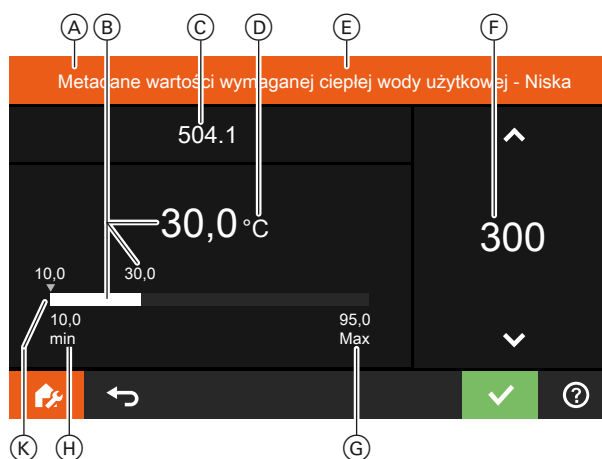 A B C D E F
Metadane wartości wymaganej ciepłej wody użytkowej - Niska
504.1
30,0 °C
300
10,0 30,0
10,0 95,0
min Max
?
K H G